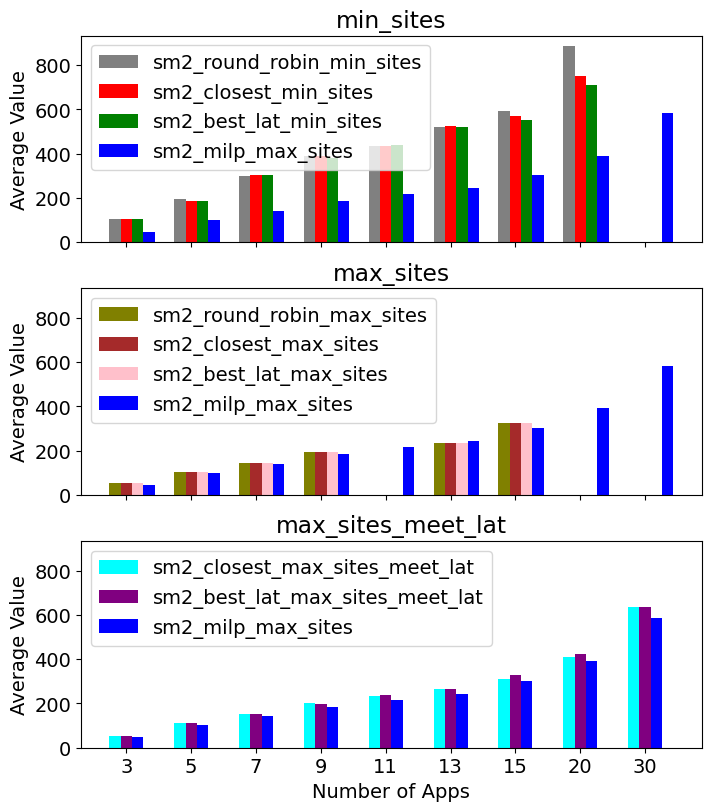 min_sites
Average Value
800
600
400
200
0
sm2_round_robin_min_sites
sm2_closest_min_sites
sm2_best_lat_min_sites
sm2_milp_max_sites
max_sites
Average Value
800
600
400
200
0
sm2_round_robin_max_sites
sm2_closest_max_sites
sm2_best_lat_max_sites
sm2_milp_max_sites
max_sites_meet_lat
Average Value
800
600
400
200
0
sm2_closest_max_sites_meet_lat
sm2_best_lat_max_sites_meet_lat
sm2_milp_max_sites
3 5 7 9 11 13 15 20 30
Number of Apps